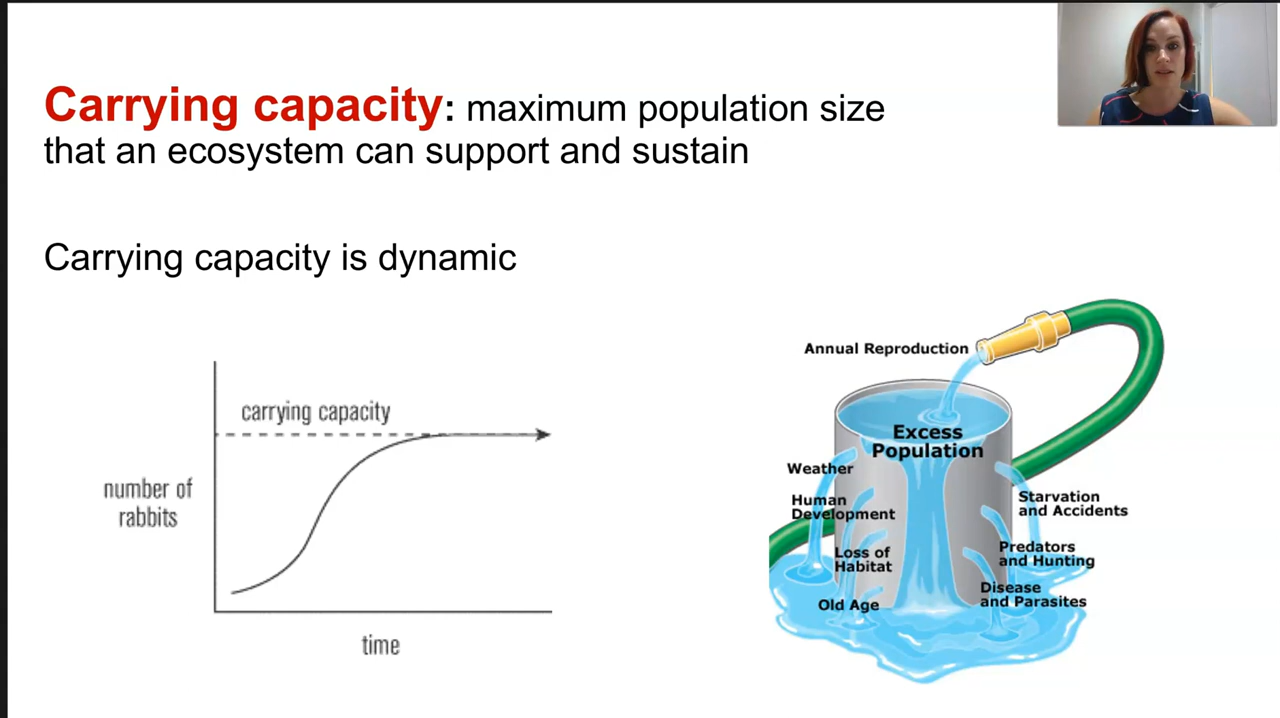 Carrying capacity: maximum population size
that an ecosystem can support and sustain
Carrying capacity is dynamic
carrying capacity
number of
rabbits
time
Annual Reproduction
Excess
Population
Weather
Human
Development
Loss of
Habitat
Old Age
Starvation
and Accidents
Predators
and Hunting
Disease
and Parasites